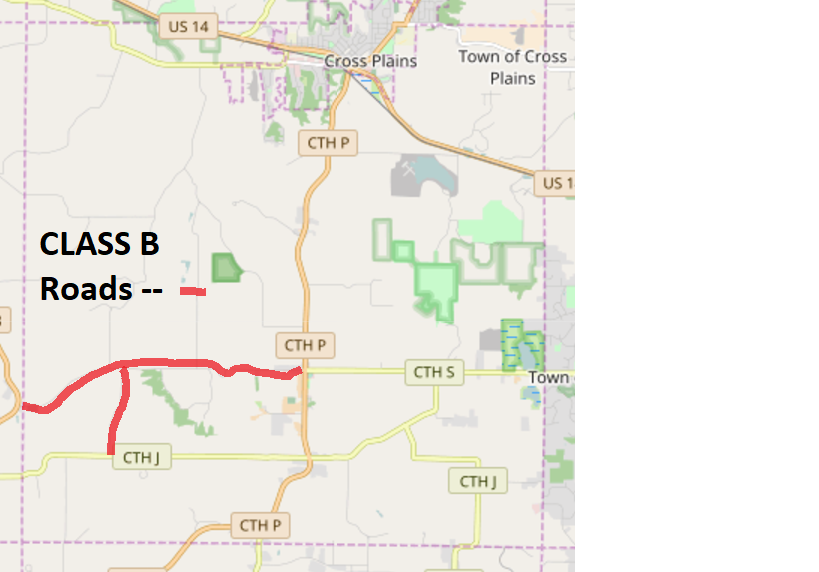 US 14
Cross Plains
Town of Cross
Plains
CTH P
US 1
CLASS B
Roads --
CTH P
CTH S
Town
CTH J
CTH J
CTH P